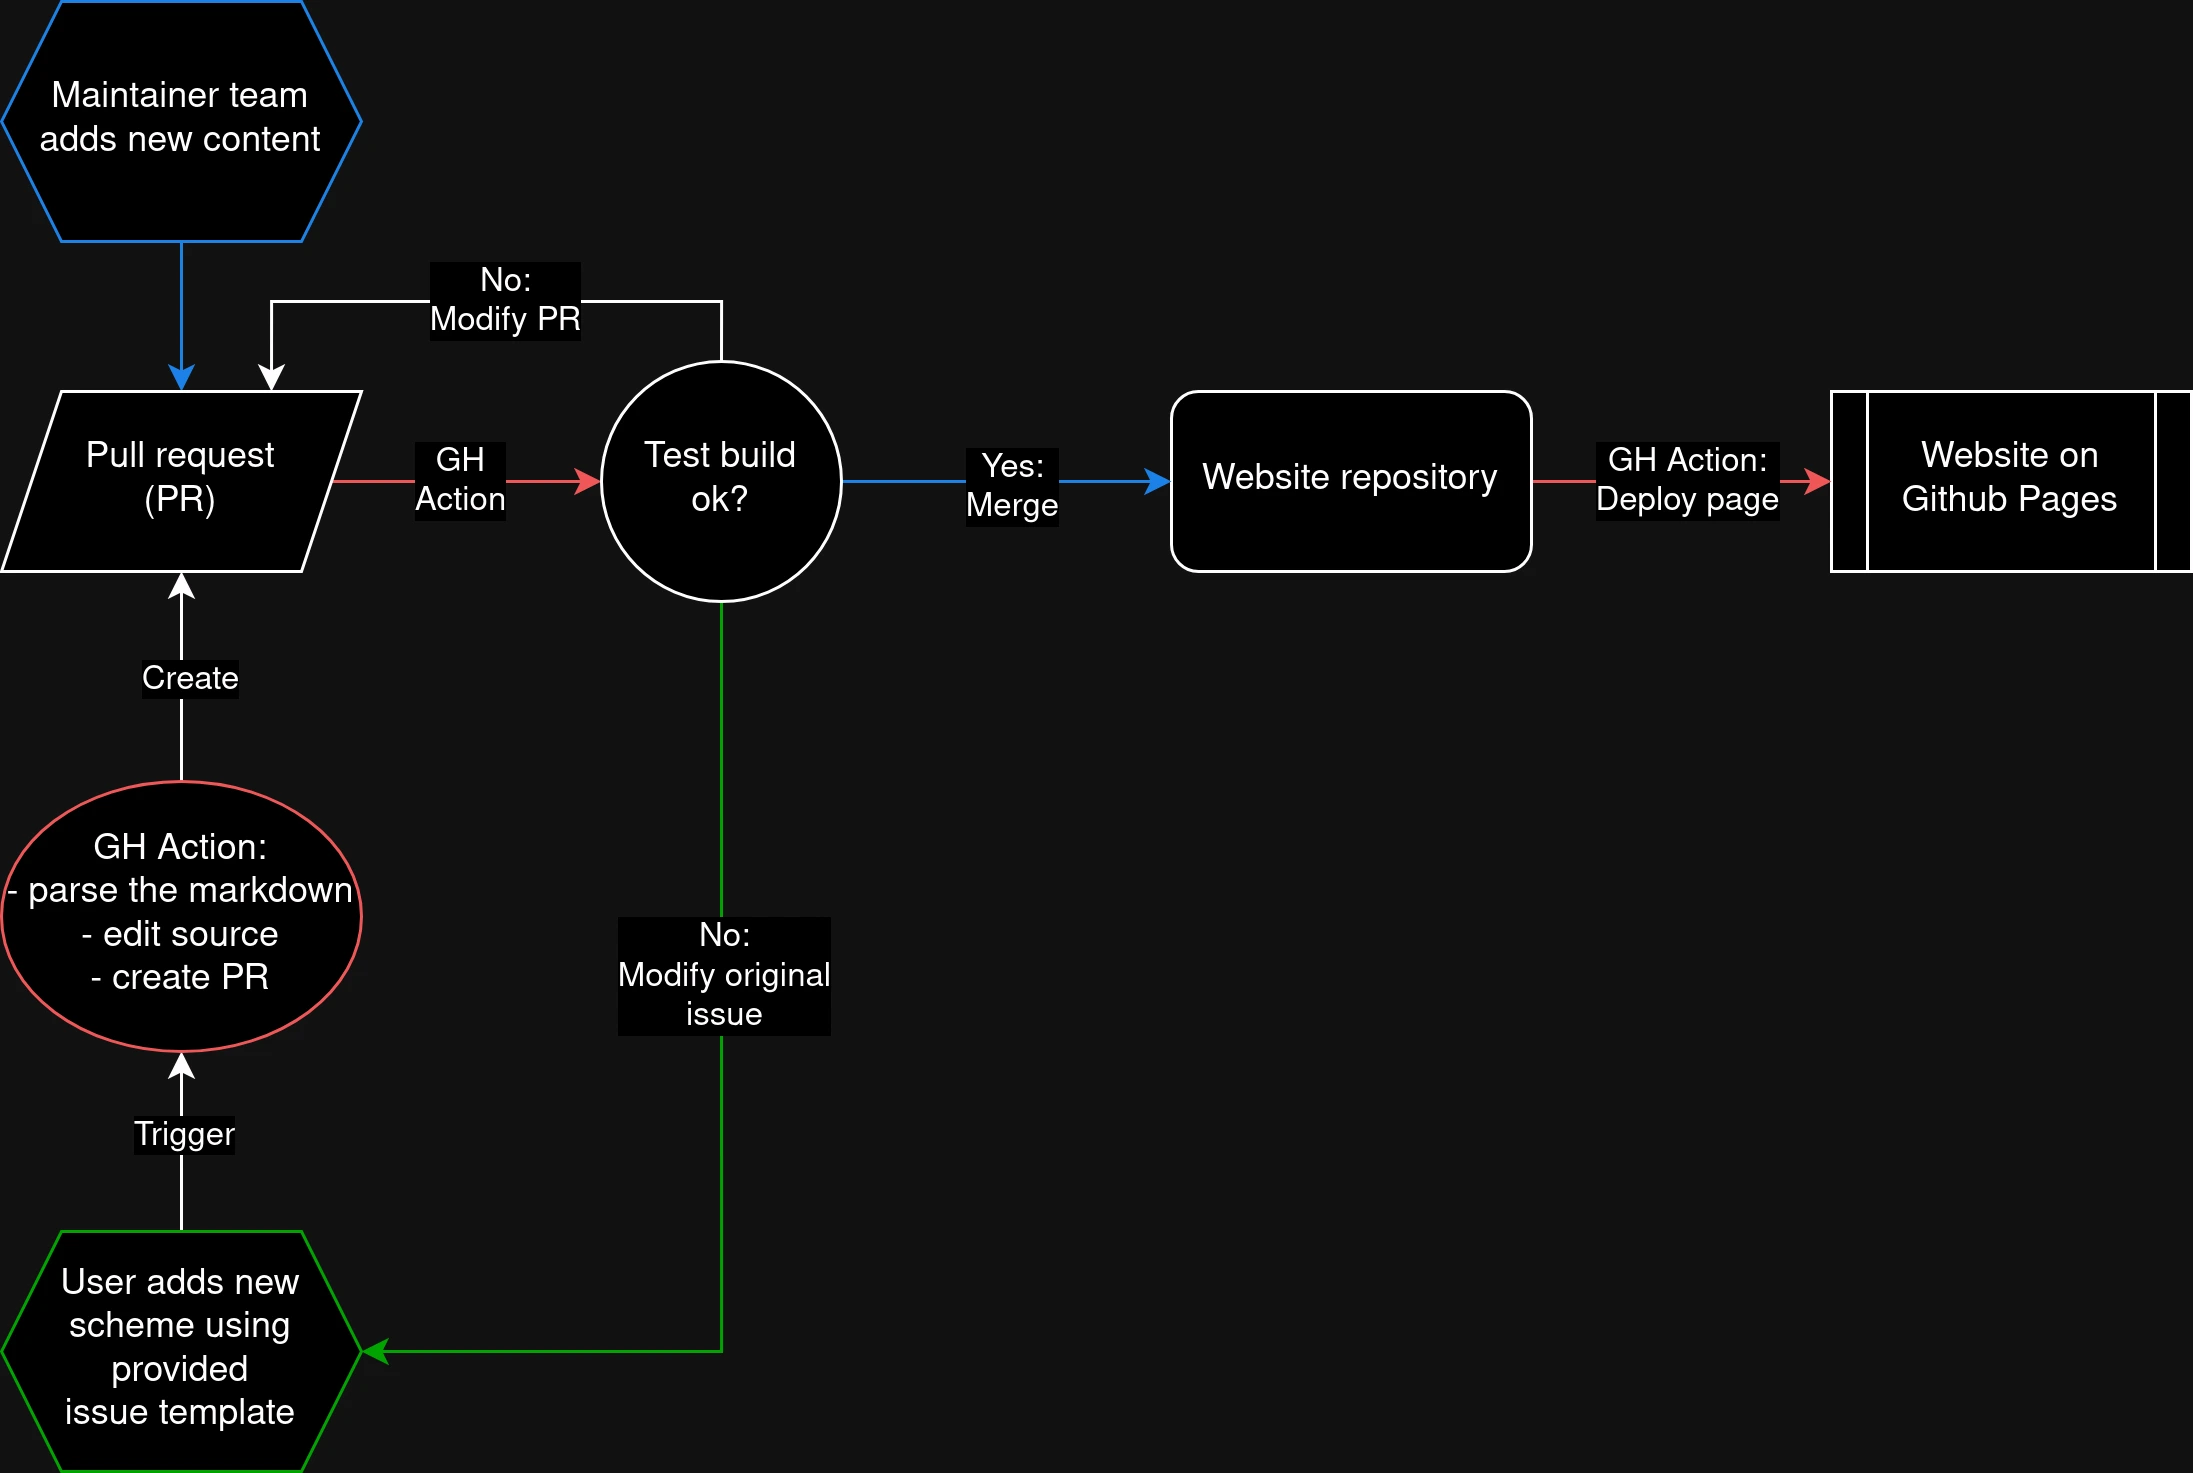 Maintainer team
adds new content
No:
Modify PR
Pull request
(PR)
GH
Action
Test build
ok?
Yes:
Merge
Website repository
GH Action:
Deploy page
Website on
Github Pages
Create
GH Action:
- parse the markdown
- edit source
- create PR
No:
Modify original
issue
Trigger
User adds new
scheme using
provided
issue template